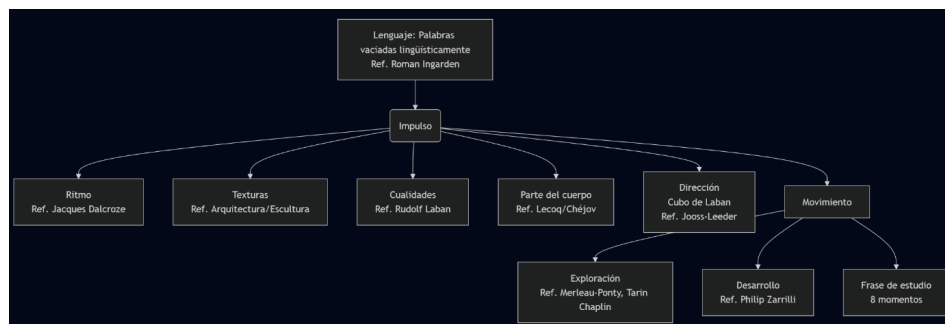 Lenguaje: Palabras
vaciadas lingüísticamente
Ref. Roman Ingarden
Impulso
Ritmo
Ref. Jacques Dalcroze
Texturas
Ref. Arquitectura/Escultura
Cualidades
Ref. Rudolf Laban
Parte del cuerpo
Ref. Lecoq/Chéjov
Dirección
Cubo de Laban
Ref. Jooss-Leeder
Movimiento
Exploración
Ref. Merleau-Ponty, Tarin
Chaplin
Desarrollo
Ref. Philip Zarrilli
Frase de estudio
8 momentos